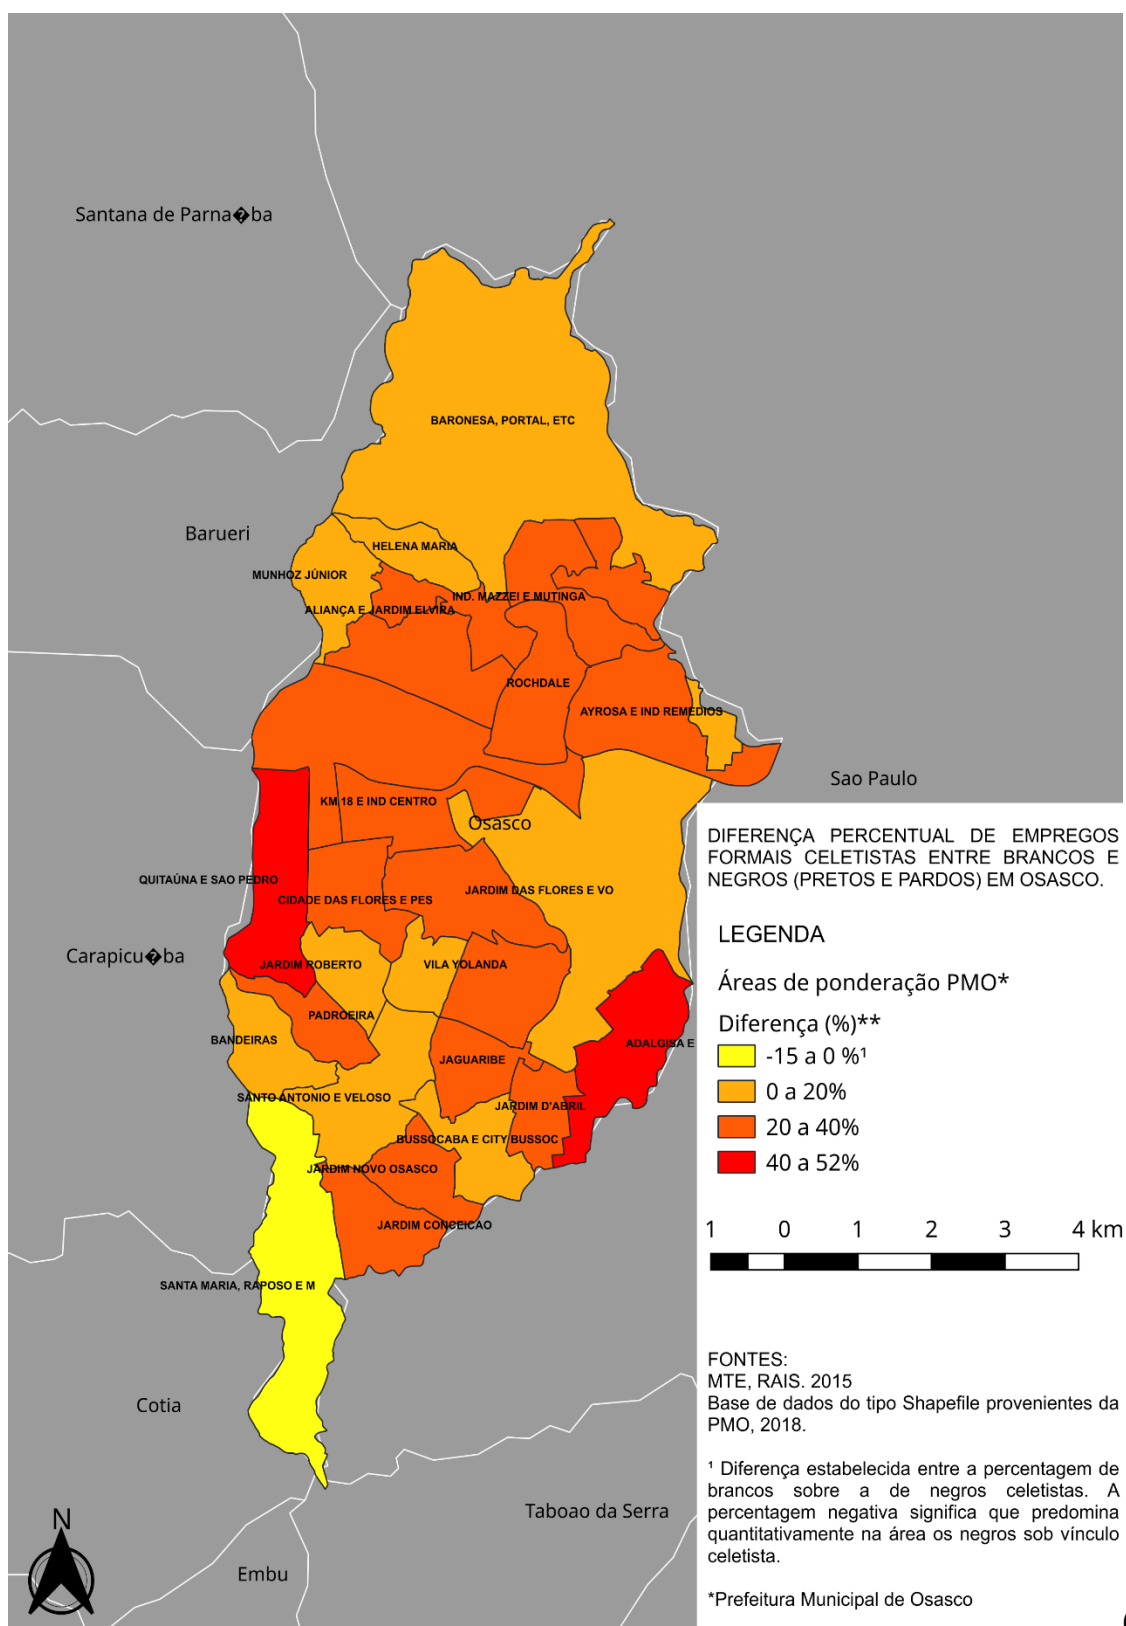 Santana de Parna�ba
BARONESA, PORTAL, ETC
Barueri
HELENA MARIA
MUNHOZ JÚNIOR
IND. MAZZEI E MUTINGA
ALIANÇA E JARDIM ELVIRA
ROCHDALE
AYROSA E IND REMEDIOS
Sao Paulo
KM 18 E IND CENTRO
Osasco
QUITAÚNA E SAO PEDRO
JARDIM DAS FLORES E VO
CIDADE DAS FLORES E PES
Carapicu�ba
JARDIM ROBERTO
VILA YOLANDA
PADROEIRA
BANDEIRAS
ADALGISA E
JAGUARIBE
SANTO ANTONIO E VELOSO
JARDIM D'ABRIL
BUSSOCABA E CITY BUSSOC
JARDIM NOVO OSASCO
JARDIM CONCEICAO
SANTA MARIA, RAPOSO E M
Cotia
Taboao da Serra
Embu
N
DIFERENÇA PERCENTUAL DE EMPREGOS
FORMAIS CELETISTAS ENTRE BRANCOS E
NEGROS (PRETOS E PARDOS) EM OSASCO.
LEGENDA
Áreas de ponderação PMO*
Diferença (%)**
-15 a 0 %¹
0 a 20%
20 a 40%
40 a 52%
1 0 1 2 3 4 km
FONTES:
MTE, RAIS. 2015
Base de dados do tipo Shapefile provenientes da
PMO, 2018.
¹ Diferença estabelecida entre a percentagem de
brancos sobre a de negros celetistas. A
percentagem negativa significa que predomina
quantitativamente na área os negros sob vínculo
celetista.
*Prefeitura Municipal de Osasco